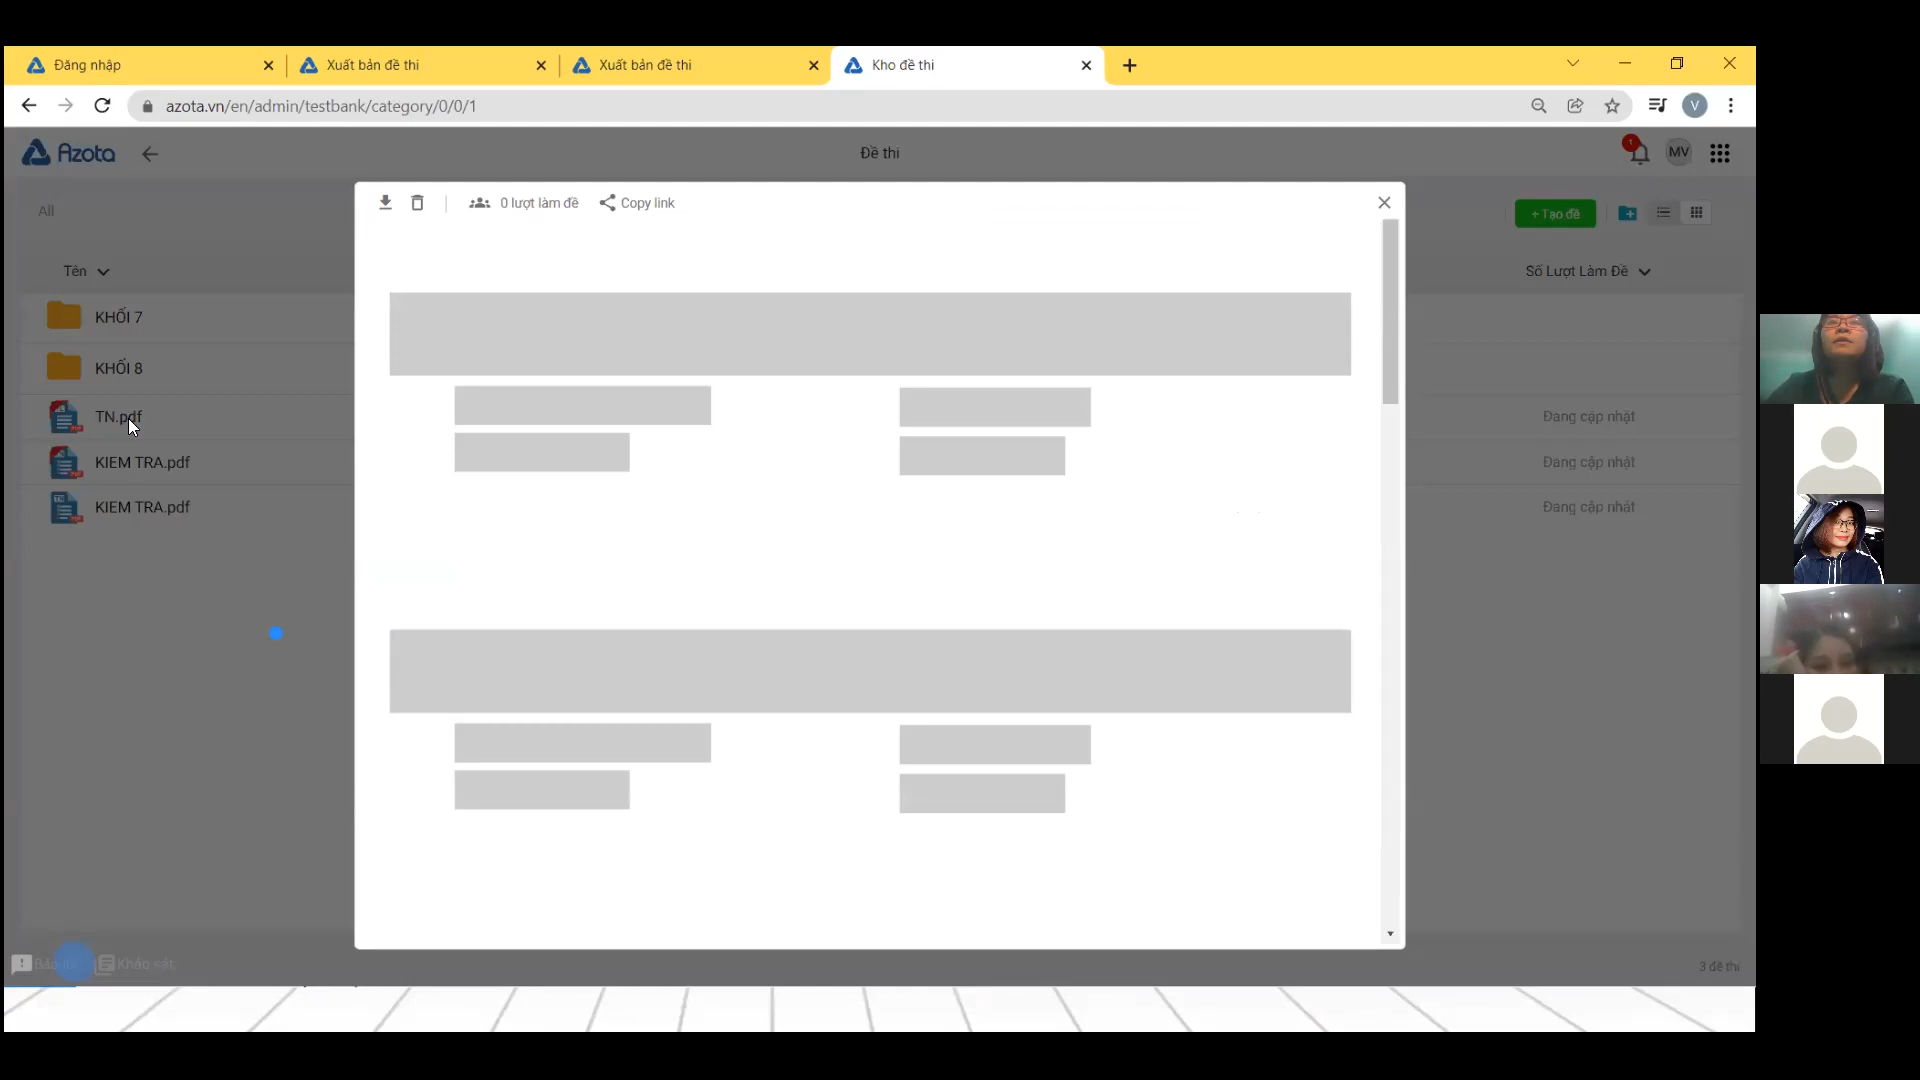 Đăng nhập
Xuất bản đề thi
Xuất bản đề thi
Kho đề thi
azota.vn/en/admin/testbank/category/0/0/1
V
Azota
Đề thi
1
MV
0 lượt làm đề
Copy link
All
+ Tạo đề
Tên
Số Lượt Làm Đề
KHỐI 7
KHỐI 8
TN.pdf
Đang cập nhật
KIEM TRA.pdf
Đang cập nhật
KIEM TRA.pdf
Đang cập nhật
Khảo sát
3 đề thi